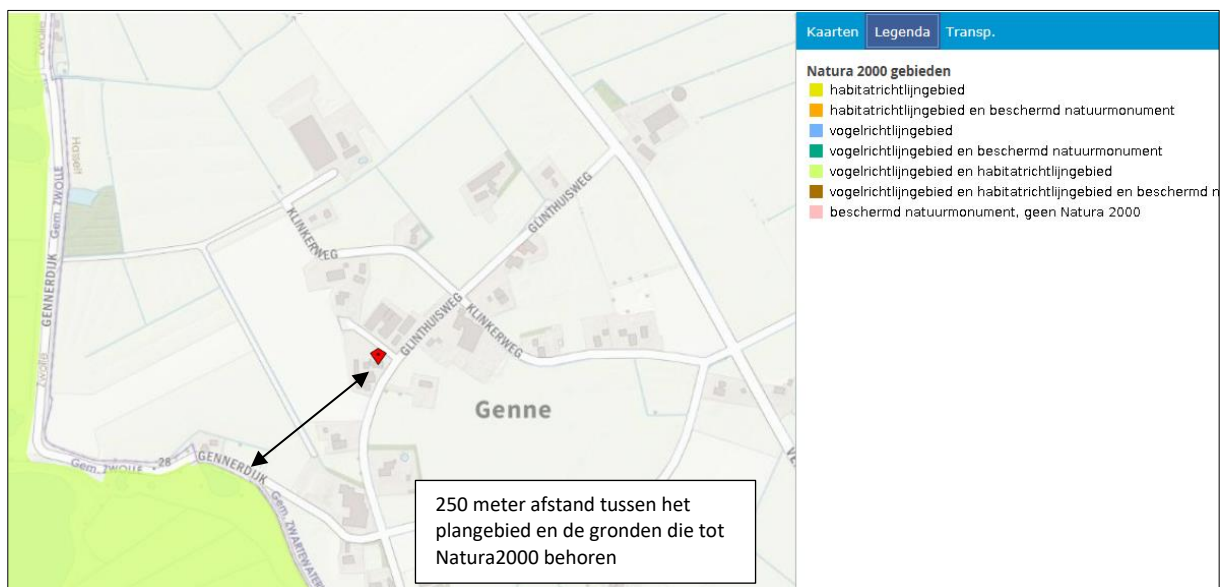 Kaarten Legenda Transp.
Natura 2000 gebieden
habitatrichtlijngebied
habitatrichtlijngebied en beschermd natuurmonument
vogelrichtlijngebied
vogelrichtlijngebied en beschermd natuurmonument
vogelrichtlijngebied en habitatrichtlijngebied
vogelrichtlijngebied en habitatrichtlijngebied en beschermd n
beschermd natuurmonument, geen Natura 2000
Zwolle
Hasselt
GENNERDIJK
Gem. ZWOLLE
Zwolle
KLINKERWEG
GLINTHUISWEG
GLINTHUISWEG
KLINKERWEG
Genne
Gem. ZWOLLE
28
GENNERDIJK
Gem. ZWARTEWATER
250 meter afstand tussen het
plangebied en de gronden die tot
Natura2000 behoren